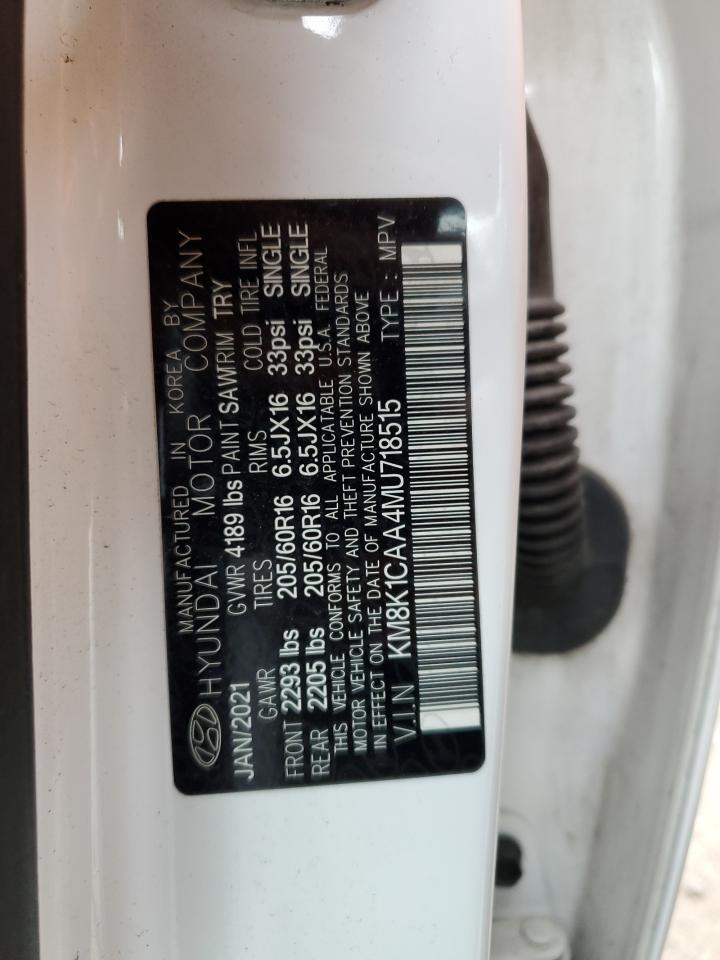 MANUFACTURED IN KOREA BY
HYUNDAI MOTOR COMPANY
JAN/2021 GVWR 4189 lbs PAINT SAWRIM TRY
GAWR TIRES RIMS COLD TIRE INFL
FRONT 2293 lbs 205/60R16 6.5JX16 33psi SINGLE
REAR 2205 lbs 205/60R16 6.5JX16 33psi SINGLE
THIS VEHICLE CONFORMS TO ALL APPLICABLE U.S.A. FEDERAL
MOTOR VEHICLE SAFETY AND THEFT PREVENTION STANDARDS
IN EFFECT ON THE DATE OF MANUFACTURE SHOWN ABOVE
V.I.N KM8K1CAA4MU718515 TYPE : MPV